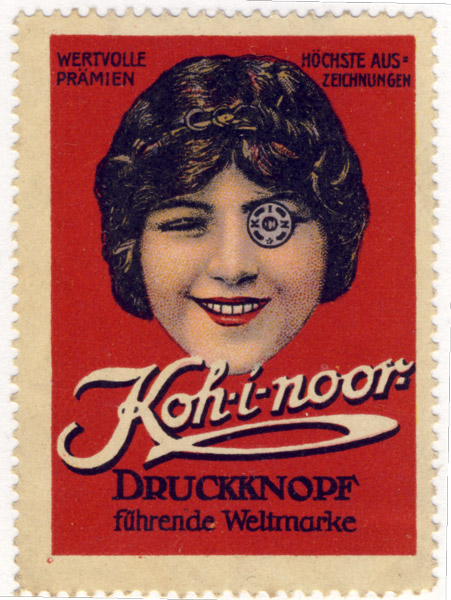 WERTVOLLE
PRÄMIEN
HÖCHSTE AUS=
ZEICHNUNGEN
K I N
Koh-i-noor
DRUCKKNOPF
führende Weltmarke